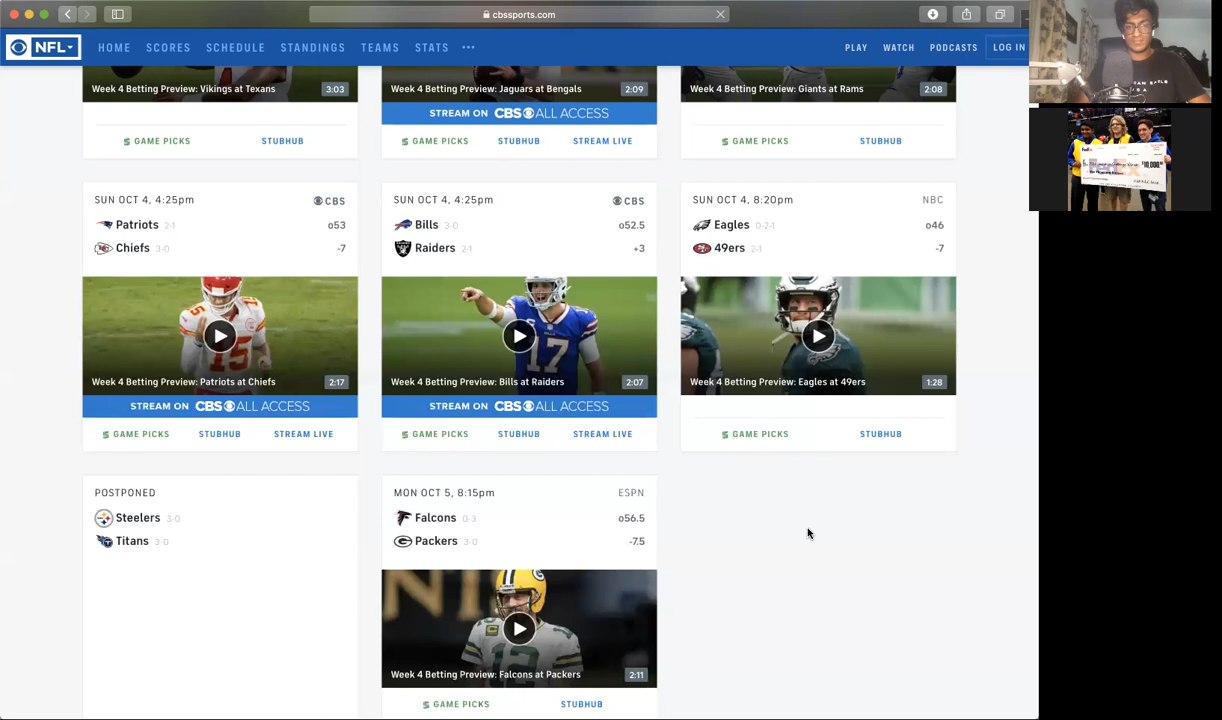 cbssports.com
NFL
HOME SCORES SCHEDULE STANDINGS TEAMS STATS •••
PLAY WATCH PODCASTS LOG IN
Week 4 Betting Preview: Vikings at Texans 3:03
GAME PICKS STUBHUB
Week 4 Betting Preview: Jaguars at Bengals 2:09
STREAM ON CBS ALL ACCESS
GAME PICKS STUBHUB STREAM LIVE
Week 4 Betting Preview: Giants at Rams 2:08
GAME PICKS STUBHUB
SUN OCT 4, 4:25pm CBS
Patriots 2-1 o53
Chiefs 3-0 -7
15
Week 4 Betting Preview: Patriots at Chiefs 2:17
STREAM ON CBS ALL ACCESS
GAME PICKS STUBHUB STREAM LIVE
SUN OCT 4, 4:25pm CBS
Bills 3-0 o52.5
Raiders 2-1 +3
17
Week 4 Betting Preview: Bills at Raiders 2:07
STREAM ON CBS ALL ACCESS
GAME PICKS STUBHUB STREAM LIVE
SUN OCT 4, 8:20pm NBC
Eagles 0-2-1 o46
49ers 2-1 -7
Week 4 Betting Preview: Eagles at 49ers 1:28
GAME PICKS STUBHUB
POSTPONED
Steelers 3-0
Titans 3-0
MON OCT 5, 8:15pm ESPN
Falcons 0-3 o56.5
Packers 3-0 -7.5
Week 4 Betting Preview: Falcons at Packers 2:11
GAME PICKS STUBHUB
FedEx
$10,000